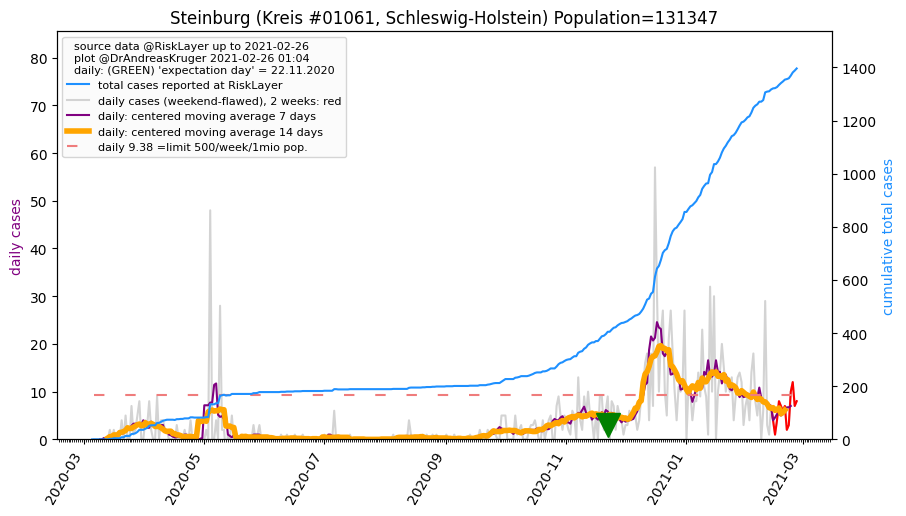 Steinburg (Kreis #01061, Schleswig-Holstein) Population=131347
source data @RiskLayer up to 2021-02-26
plot @DrAndreasKruger 2021-02-26 01:04
daily: (GREEN) 'expectation day' = 22.11.2020
total cases reported at RiskLayer
daily cases (weekend-flawed), 2 weeks: red
daily: centered moving average 7 days
daily: centered moving average 14 days
daily 9.38 =limit 500/week/1mio pop.
daily cases
80
70
60
50
40
30
20
10
0
cumulative total cases
1400
1200
1000
800
600
400
200
0
2020-03
2020-05
2020-07
2020-09
2020-11
2021-01
2021-03